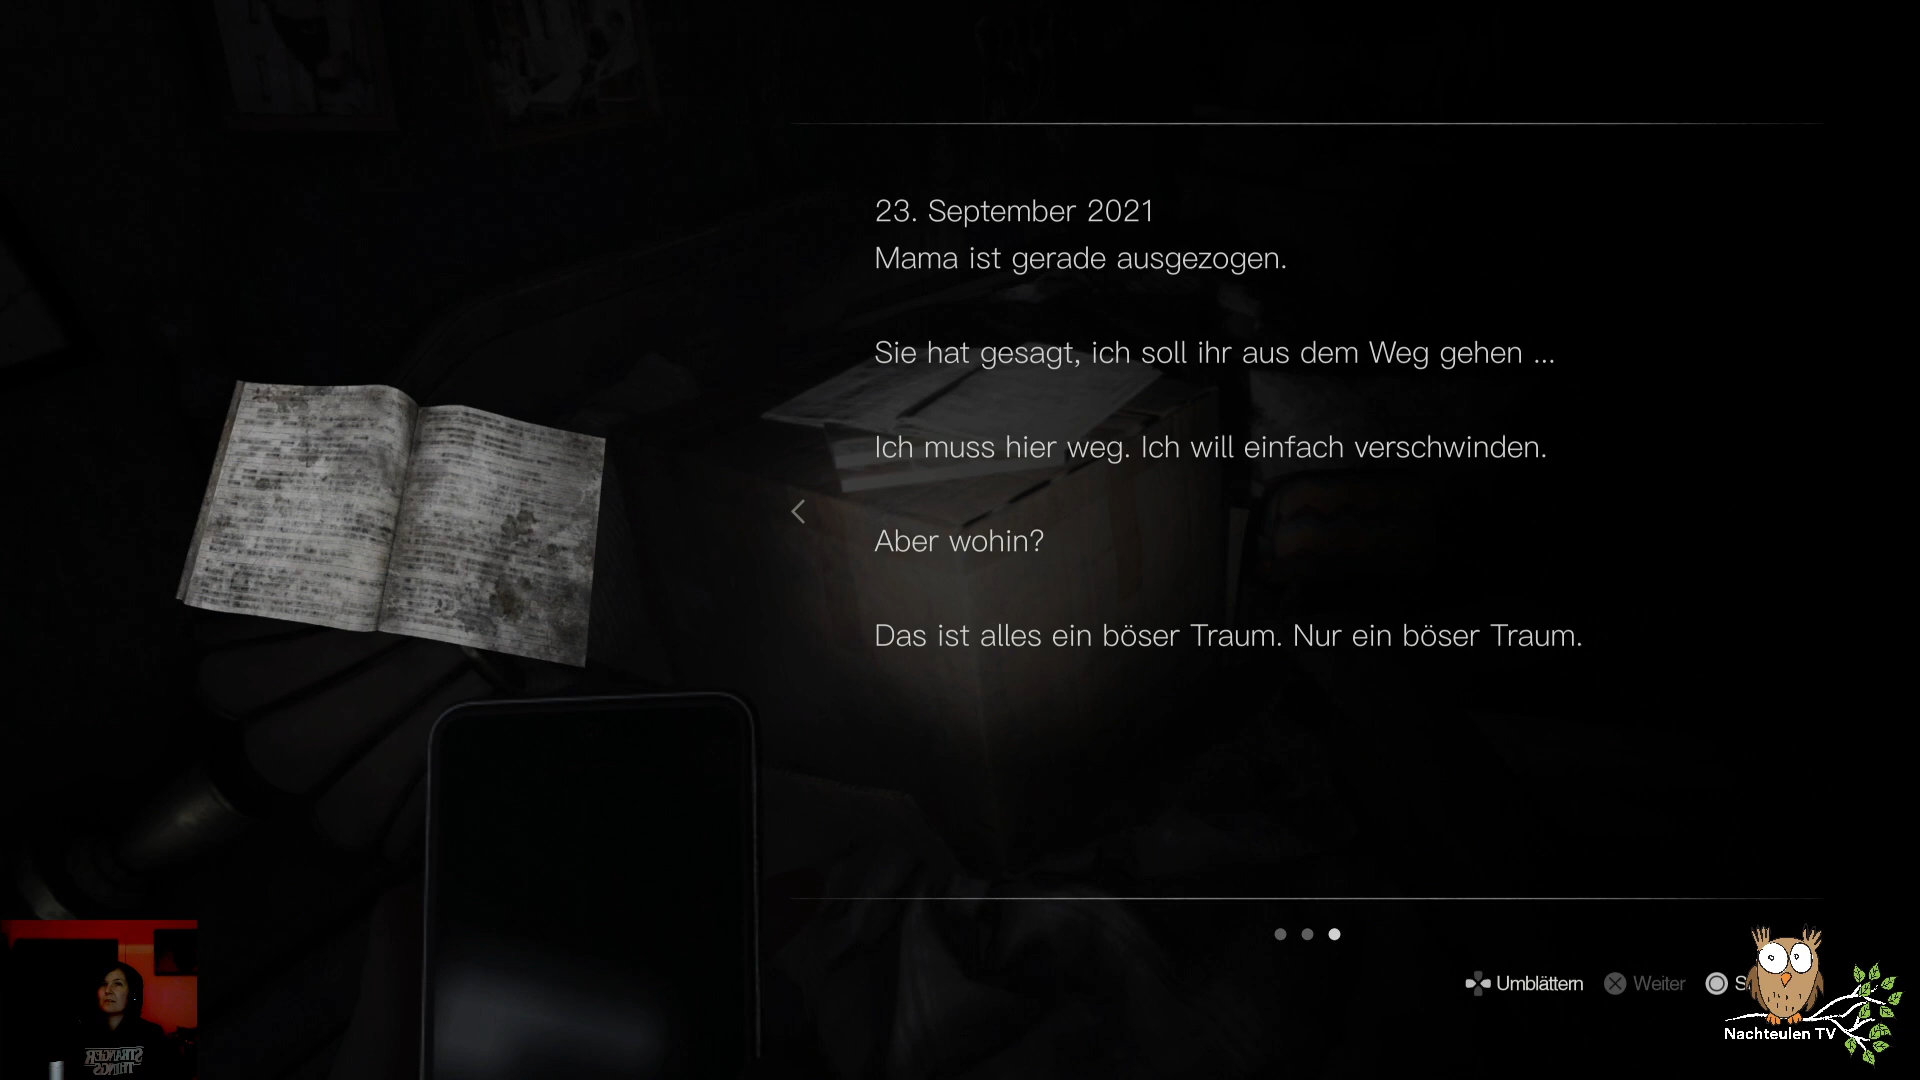 23. September 2021
Mama ist gerade ausgezogen.
Sie hat gesagt, ich soll ihr aus dem Weg gehen ...
Ich muss hier weg. Ich will einfach verschwinden.
Aber wohin?
Das ist alles ein böser Traum. Nur ein böser Traum.
Umblättern Weiter
Nachteulen TV
STRANGER
THINGS